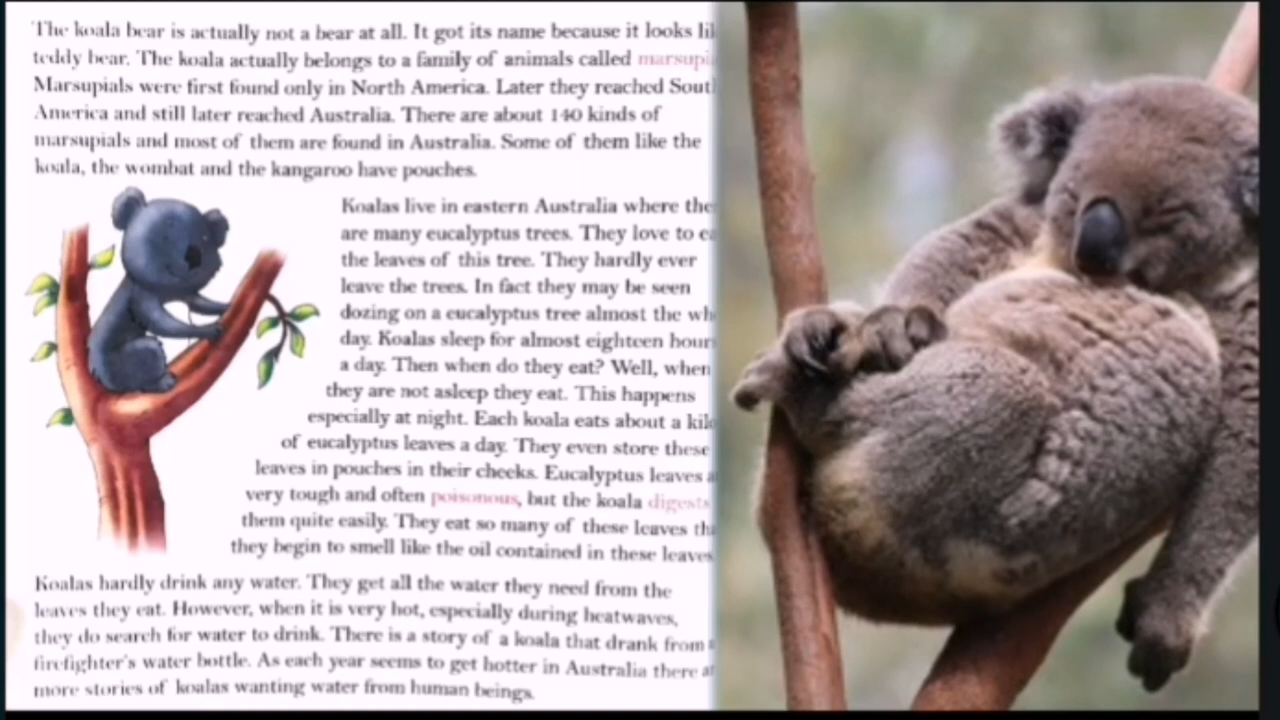 The koala bear is actually not a bear at all. It got its name because it looks
teddy bear. The koala actually belongs to a family of animals called
Marsupials were first found only in North America. Later they reached
America and still later reached Australia. There are about 140 kinds of
marsupials and most of them are found in Australia. Some of them like the
koala, the wombat and the kangaroo have pouches.
Koalas live in eastern Australia where
are many eucalyptus trees. They love to
the leaves of this tree. They hardly ever
leave the trees. In fact they may be seen
dozing on a eucalyptus tree almost the
day. Koalas sleep for almost eighteen
a day. Then when do they eat? Well, when
they are not asleep they eat. This happens
especially at night. Each koala eats about a
of eucalyptus leaves a day. They even store these
leaves in pouches in their cheeks. Eucalyptus leaves
very tough and often poisonous, but the koala digests
them quite easily. They eat so many of these leaves
they begin to smell like the oil contained in these leaves
Koalas hardly drink any water. They get all the water they need from the
leaves they eat. However, when it is very hot, especially during heatwaves,
they do search for water to drink. There is a story of a koala that drank from
firefighter's water bottle. As each year seems to get hotter in Australia there
more stories of koalas wanting water from human beings.